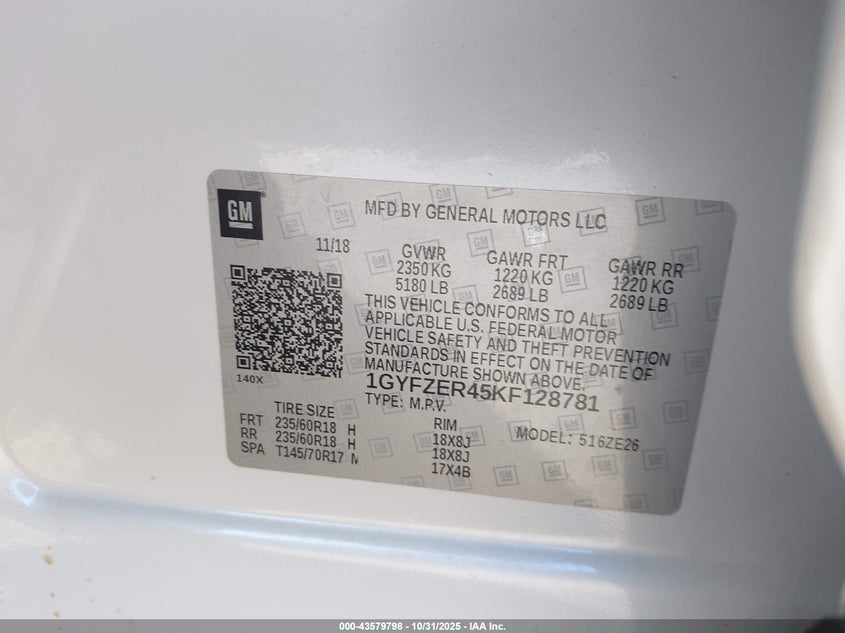 GM
MFD BY GENERAL MOTORS LLC
11/18
GVWR GAWR FRT GAWR RR
2350 KG 1220 KG 1220 KG
5180 LB 2689 LB 2689 LB
THIS VEHICLE CONFORMS TO ALL
APPLICABLE U.S. FEDERAL MOTOR
VEHICLE SAFETY AND THEFT PREVENTION
STANDARDS IN EFFECT ON THE DATE OF
MANUFACTURE SHOWN ABOVE.
140X
1GYFZER45KF128781
TYPE: M.P.V.
TIRE SIZE RIM MODEL: 516ZE26
FRT 235/60R18 H 18X8J
RR 235/60R18 H 18X8J
SPA T145/70R17 M 17X4B
000-43579798 - 10/31/2025 - IAA Inc.